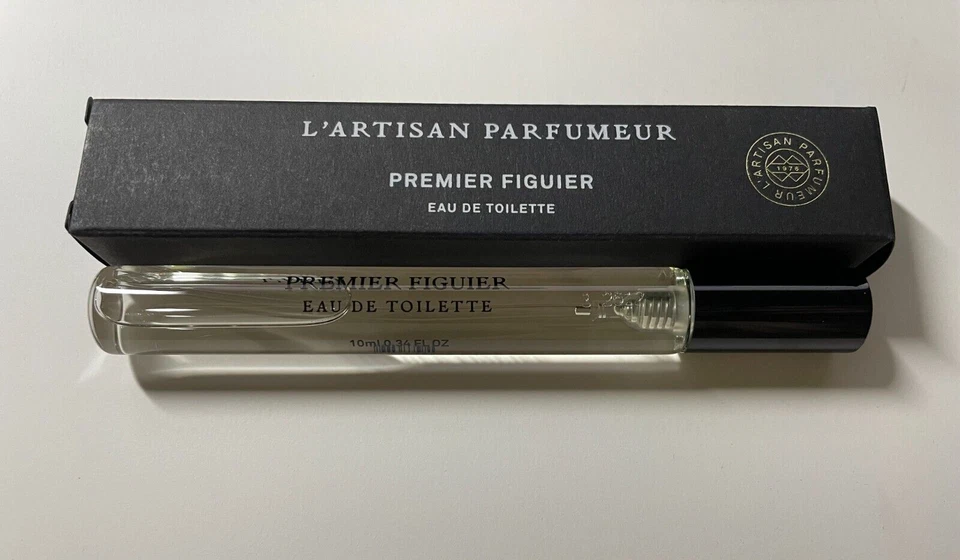 L'ARTISAN PARFUMEUR
PREMIER FIGUIER
EAU DE TOILETTE
L'ARTISAN PARFUMEUR
1976
PREMIER FIGUIER
EAU DE TOILETTE
10ml 0.34 FL OZ